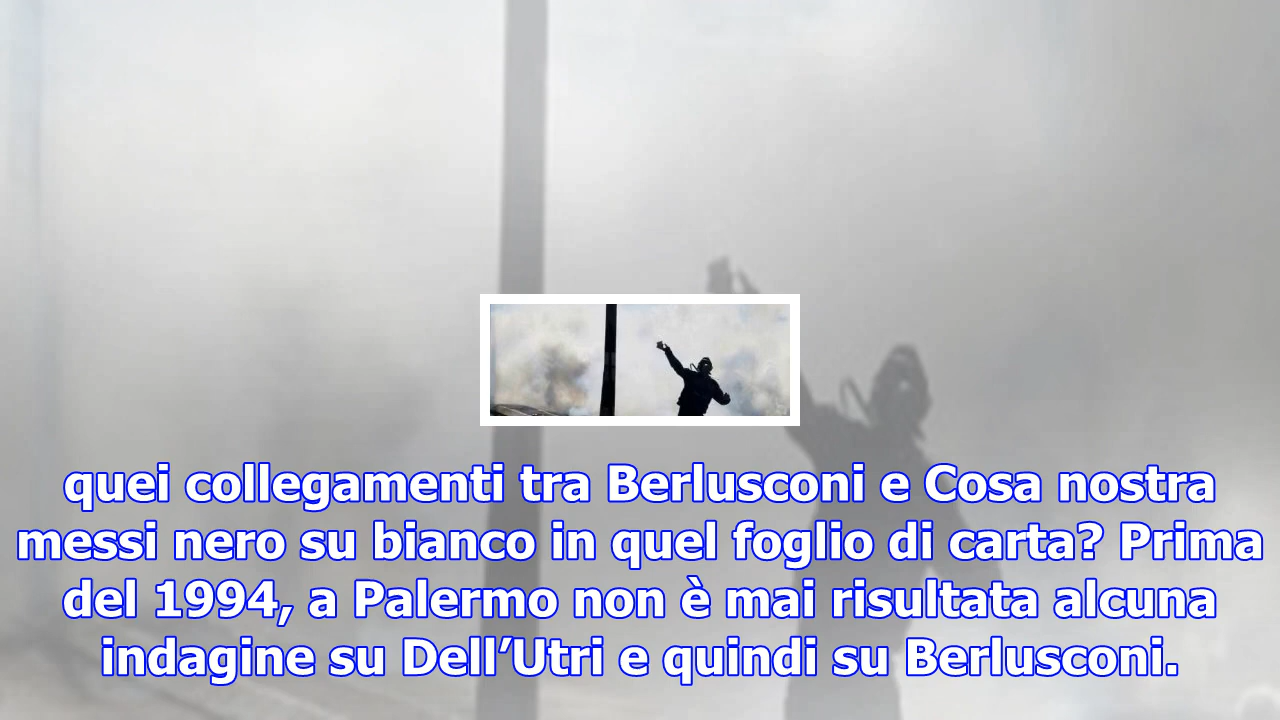 quei collegamenti tra Berlusconi e Cosa nostra
messi nero su bianco in quel foglio di carta? Prima
del 1994, a Palermo non è mai risultata alcuna
indagine su Dell’Utri e quindi su Berlusconi.